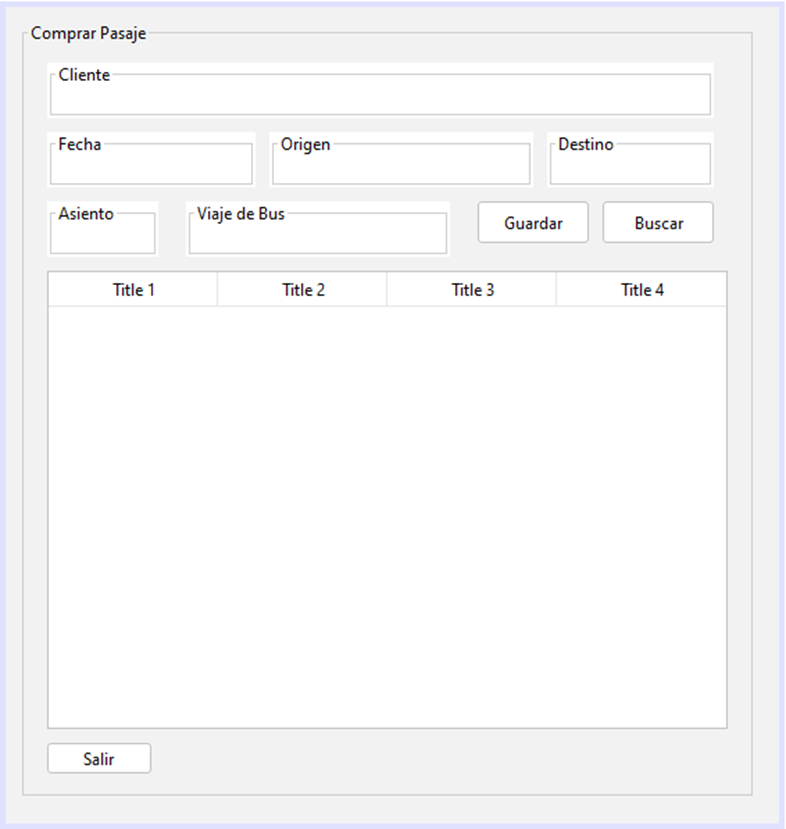 Comprar Pasaje
Cliente
Fecha Origen Destino
Asiento Viaje de Bus Guardar Buscar
Title 1 Title 2 Title 3 Title 4
Salir